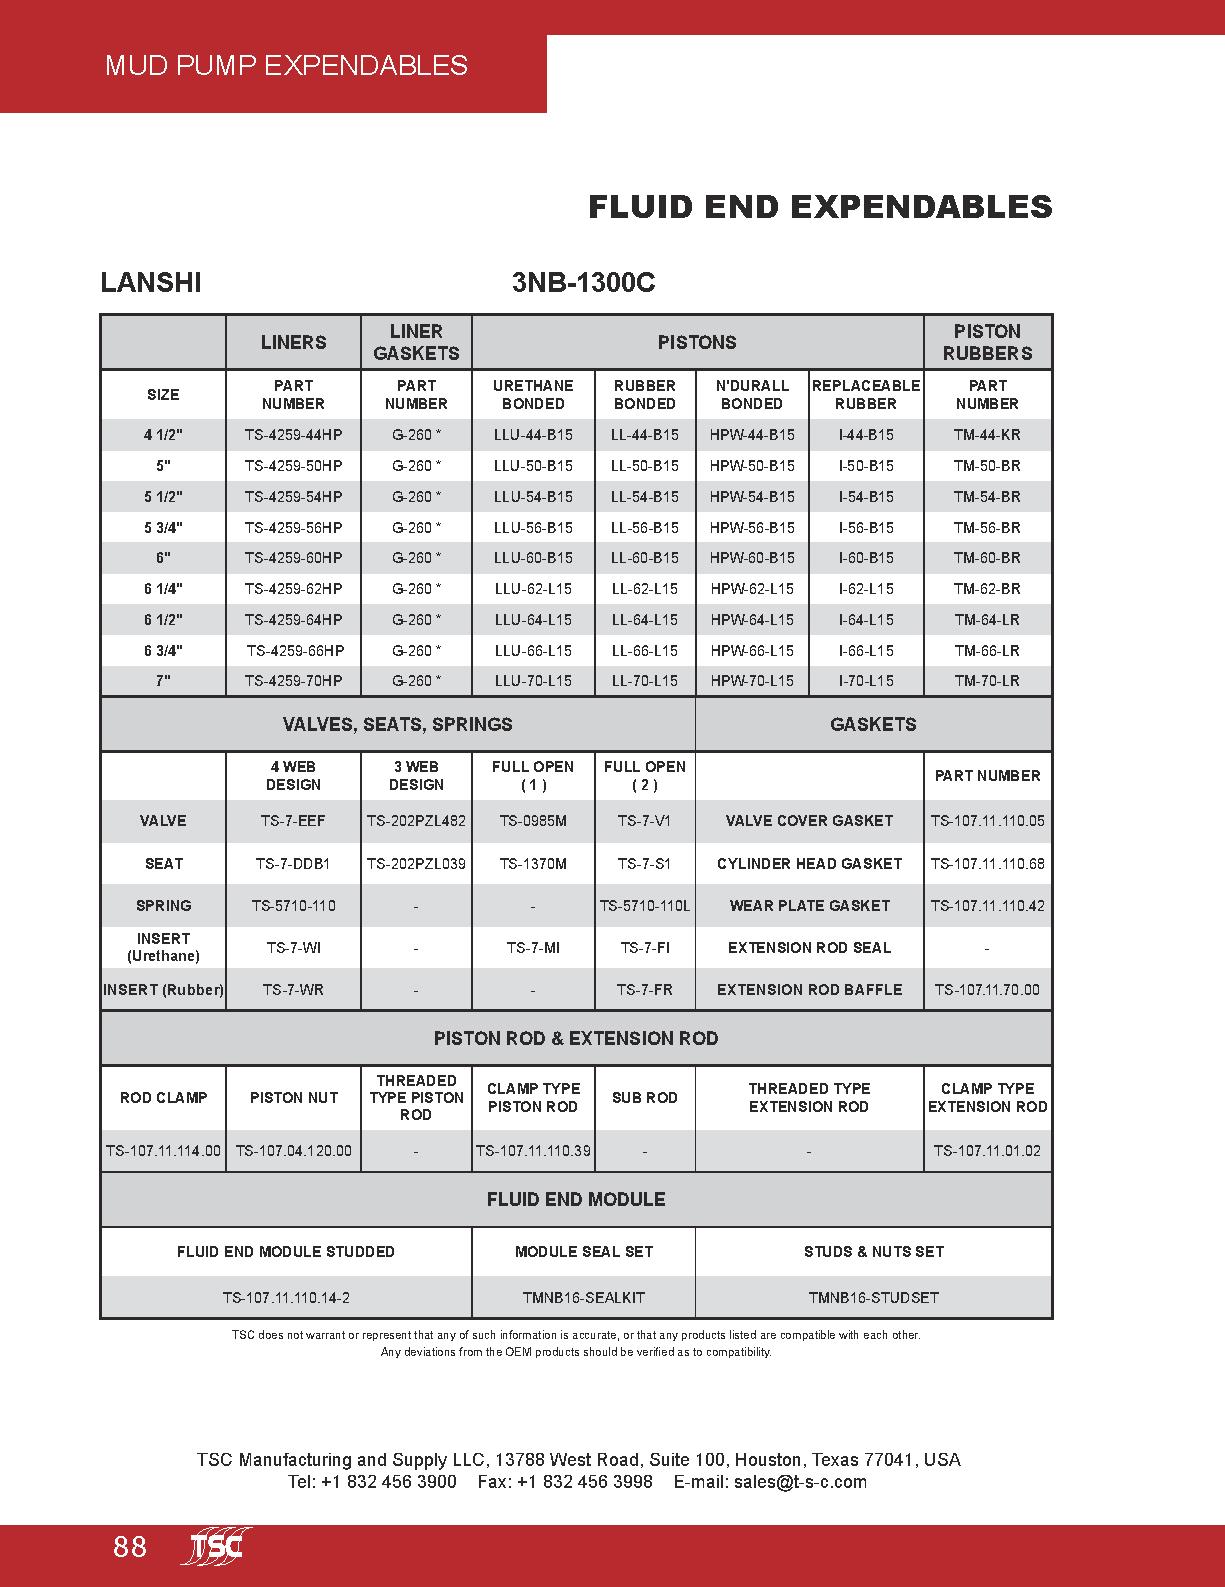 MUD PUMP EXPENDABLES
FLUID END EXPENDABLES
LANSHI 3NB-1300C
LINERS LINER GASKETS PISTONS PISTON RUBBERS
SIZE PART NUMBER PART NUMBER URETHANE BONDED RUBBER BONDED N'DURALL BONDED REPLACEABLE RUBBER PART NUMBER
4 1/2" TS-4259-44HP G-260 * LLU-44-B15 LL-44-B15 HPW-44-B15 I-44-B15 TM-44-KR
5" TS-4259-50HP G-260 * LLU-50-B15 LL-50-B15 HPW-50-B15 I-50-B15 TM-50-BR
5 1/2" TS-4259-54HP G-260 * LLU-54-B15 LL-54-B15 HPW-54-B15 I-54-B15 TM-54-BR
5 3/4" TS-4259-56HP G-260 * LLU-56-B15 LL-56-B15 HPW-56-B15 I-56-B15 TM-56-BR
6" TS-4259-60HP G-260 * LLU-60-B15 LL-60-B15 HPW-60-B15 I-60-B15 TM-60-BR
6 1/4" TS-4259-62HP G-260 * LLU-62-L15 LL-62-L15 HPW-62-L15 I-62-L15 TM-62-BR
6 1/2" TS-4259-64HP G-260 * LLU-64-L15 LL-64-L15 HPW-64-L15 I-64-L15 TM-64-LR
6 3/4" TS-4259-66HP G-260 * LLU-66-L15 LL-66-L15 HPW-66-L15 I-66-L15 TM-66-LR
7" TS-4259-70HP G-260 * LLU-70-L15 LL-70-L15 HPW-70-L15 I-70-L15 TM-70-LR
VALVES, SEATS, SPRINGS GASKETS
4 WEB DESIGN 3 WEB DESIGN FULL OPEN ( 1 ) FULL OPEN ( 2 ) PART NUMBER
VALVE TS-7-EEF TS-202PZL482 TS-0985M TS-7-V1 VALVE COVER GASKET TS-107.11.110.05
SEAT TS-7-DDB1 TS-202PZL039 TS-1370M TS-7-S1 CYLINDER HEAD GASKET TS-107.11.110.68
SPRING TS-5710-110 - - TS-5710-110L WEAR PLATE GASKET TS-107.11.110.42
INSERT (Urethane) TS-7-WI - TS-7-MI TS-7-FI EXTENSION ROD SEAL -
INSERT (Rubber) TS-7-WR - - TS-7-FR EXTENSION ROD BAFFLE TS-107.11.70.00
PISTON ROD & EXTENSION ROD
ROD CLAMP PISTON NUT THREADED TYPE PISTON ROD CLAMP TYPE PISTON ROD SUB ROD THREADED TYPE EXTENSION ROD CLAMP TYPE EXTENSION ROD
TS-107.11.114.00 TS-107.04.120.00 - TS-107.11.110.39 - - TS-107.11.01.02
FLUID END MODULE
FLUID END MODULE STUDDED MODULE SEAL SET STUDS & NUTS SET
TS-107.11.110.14-2 TMNB16-SEALKIT TMNB16-STUDSET
TSC does not warrant or represent that any of such information is accurate, or that any products listed are compatible with each other.
Any deviations from the OEM products should be verified as to compatibility.
TSC Manufacturing and Supply LLC, 13788 West Road, Suite 100, Houston, Texas 77041, USA
Tel: +1 832 456 3900 Fax: +1 832 456 3998 E-mail: sales@t-s-c.com
88 TSC